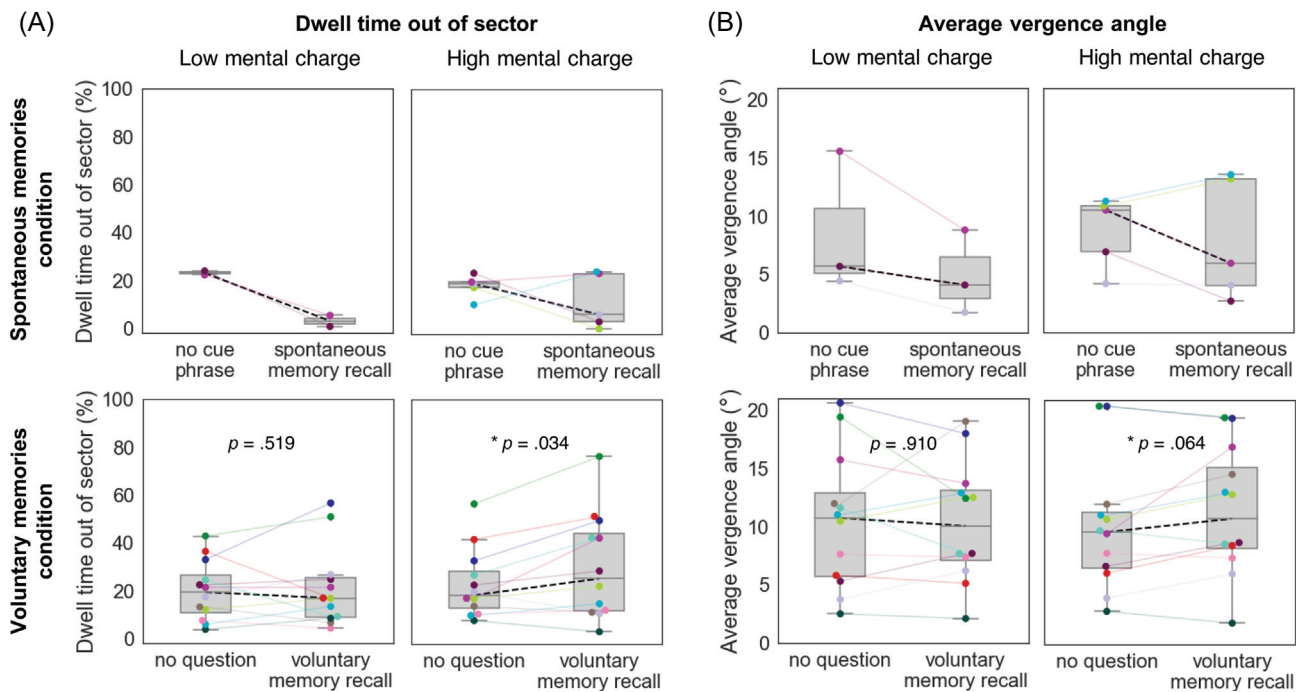 (A)
Dwell time out of sector
Low mental charge
High mental charge
Spontaneous memories
condition
Dwell time out of sector (%)
100
80
60
40
20
0
no cue
phrase
spontaneous
memory recall
no cue
phrase
spontaneous
memory recall
Voluntary memories
condition
Dwell time out of sector (%)
100
80
60
40
20
0
p = .519
* p = .034
no question
voluntary
memory recall
no question
voluntary
memory recall
(B)
Average vergence angle
Low mental charge
High mental charge
Average vergence angle (°)
20
15
10
5
0
no cue
phrase
spontaneous
memory recall
no cue
phrase
spontaneous
memory recall
Average vergence angle (°)
20
15
10
5
0
p = .910
* p = .064
no question
voluntary
memory recall
no question
voluntary
memory recall